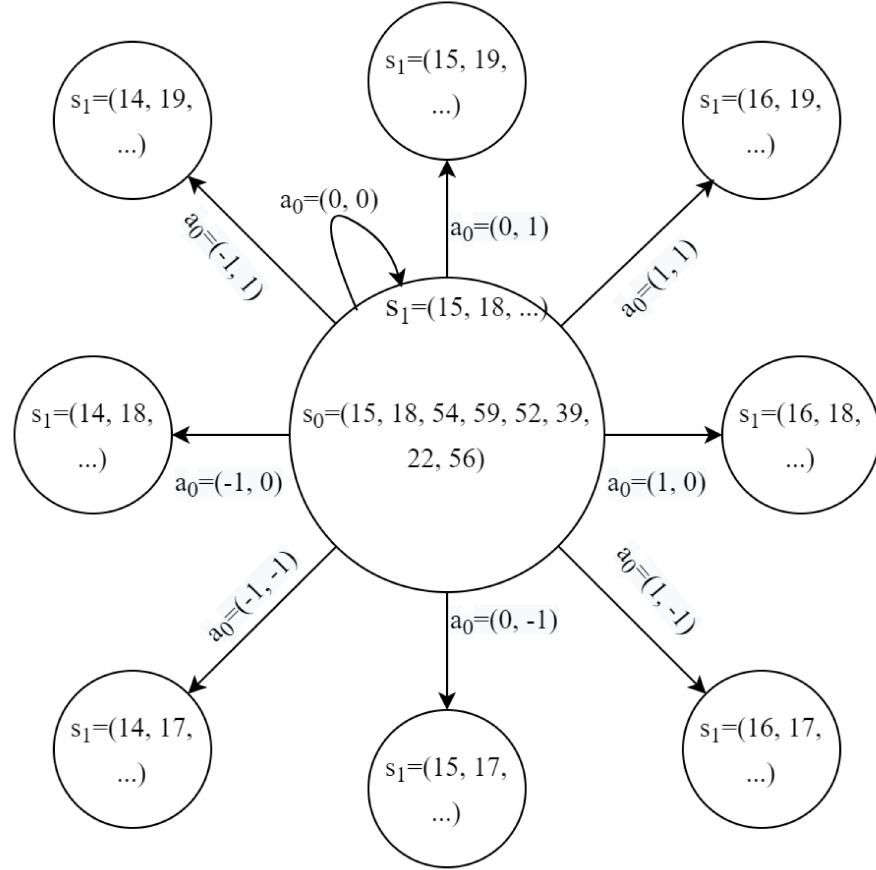 s₁=(15, 19,
...)
s₁=(14, 19,
...)
s₁=(16, 19,
...)
a₀=(0, 0)
a₀=(0, 1)
a₀=(-1, 1)
a₀=(1, 1)
s₁=(15, 18, ...)
s₁=(14, 18,
...)
s₀=(15, 18, 54, 59, 52, 39,
22, 56)
s₁=(16, 18,
...)
a₀=(-1, 0)
a₀=(1, 0)
a₀=(-1, -1)
a₀=(0, -1)
a₀=(1, -1)
s₁=(14, 17,
...)
s₁=(15, 17,
...)
s₁=(16, 17,
...)